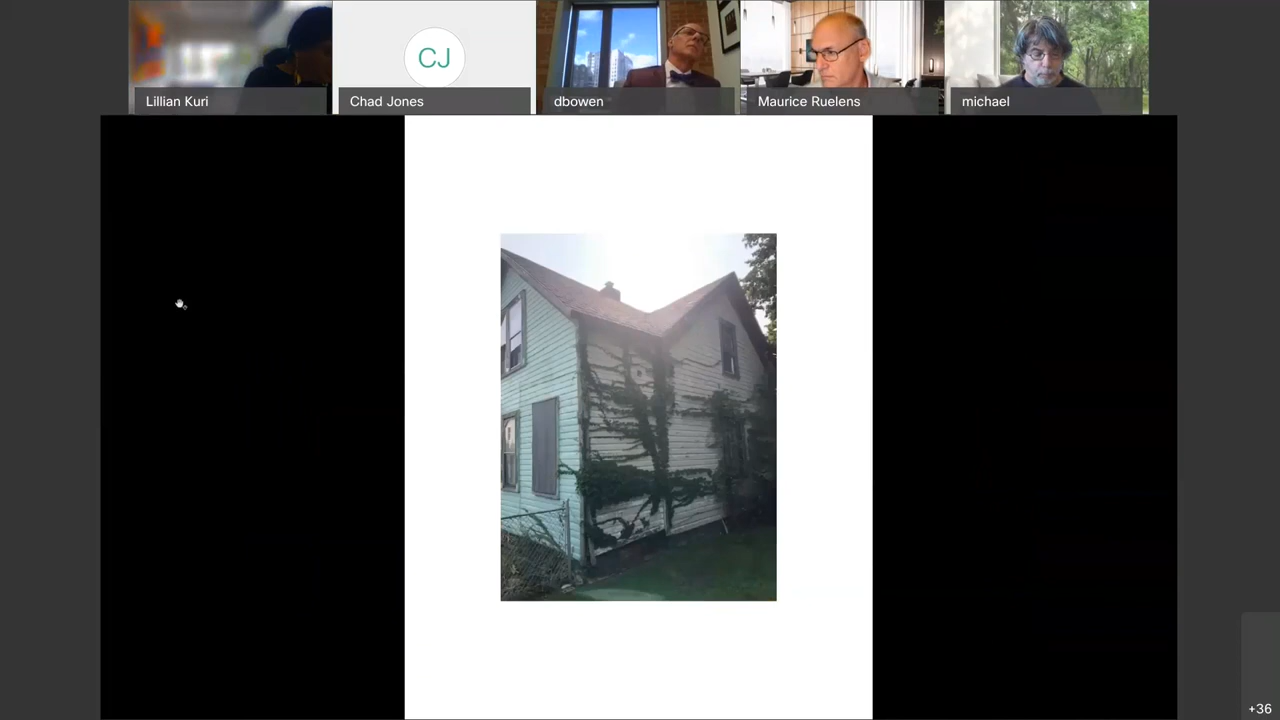 CJ
Lillian Kuri
Chad Jones
dbowen
Maurice Ruelens
michael
+36